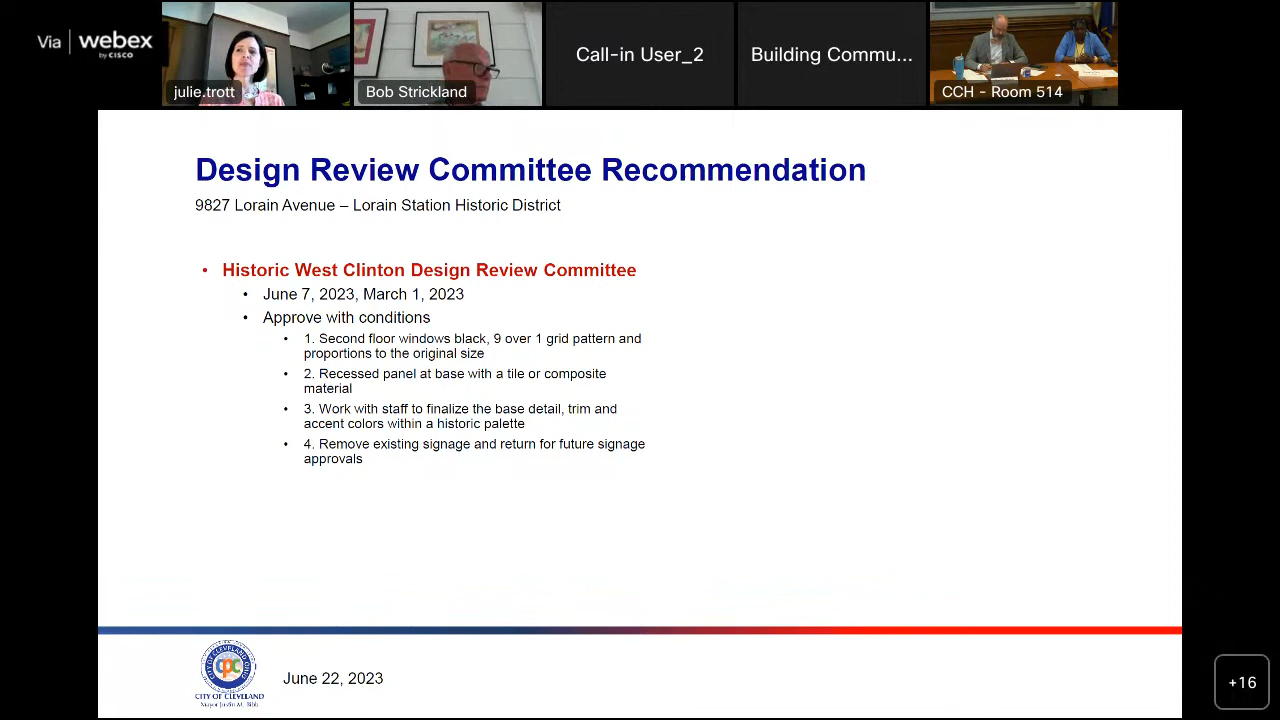 Via webex
by CISCO
julie.trott
Bob Strickland
Call-in User_2
Building Commu...
CCH - Room 514
Design Review Committee Recommendation
9827 Lorain Avenue – Lorain Station Historic District
• Historic West Clinton Design Review Committee
• June 7, 2023, March 1, 2023
• Approve with conditions
• 1. Second floor windows black, 9 over 1 grid pattern and
proportions to the original size
• 2. Recessed panel at base with a tile or composite
material
• 3. Work with staff to finalize the base detail, trim and
accent colors within a historic palette
• 4. Remove existing signage and return for future signage
approvals
cpc
CITY OF CLEVELAND
Mayor Justin M. Bibb
June 22, 2023
+16